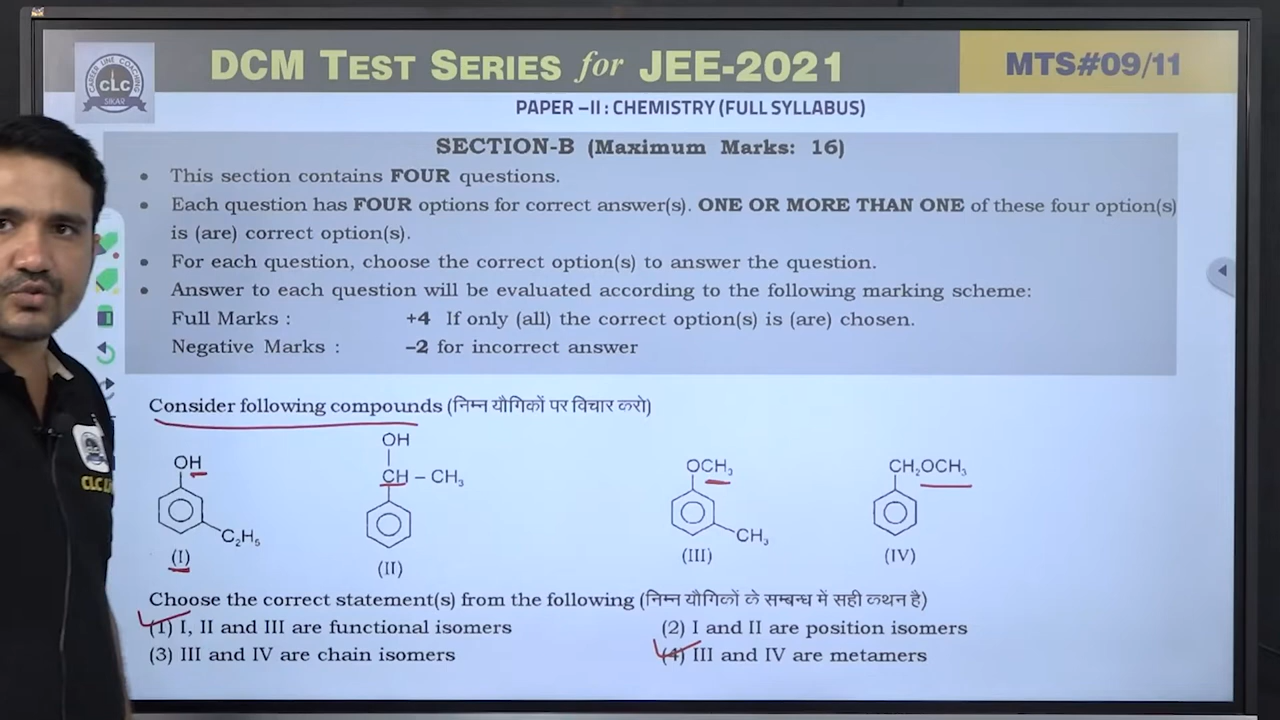 DCM TEST SERIES for JEE-2021
MTS#09/11
CAREER LINE COACHING
CLC
SIKAR
PAPER –II : CHEMISTRY (FULL SYLLABUS)
SECTION-B (Maximum Marks: 16)
• This section contains FOUR questions.
• Each question has FOUR options for correct answer(s). ONE OR MORE THAN ONE of these four option(s)
is (are) correct option(s).
• For each question, choose the correct option(s) to answer the question.
• Answer to each question will be evaluated according to the following marking scheme:
Full Marks : +4 If only (all) the correct option(s) is (are) chosen.
Negative Marks : –2 for incorrect answer
Consider following compounds (निम्न यौगिकों पर विचार करो)
OH
C₂H₅
(I)
OH
CH – CH₃
(II)
OCH₃
CH₃
(III)
CH₂OCH₃
(IV)
Choose the correct statement(s) from the following (निम्न यौगिकों के सम्बन्ध में सही कथन है)
(1) I, II and III are functional isomers
(2) I and II are position isomers
(3) III and IV are chain isomers
(4) III and IV are metamers
CLC